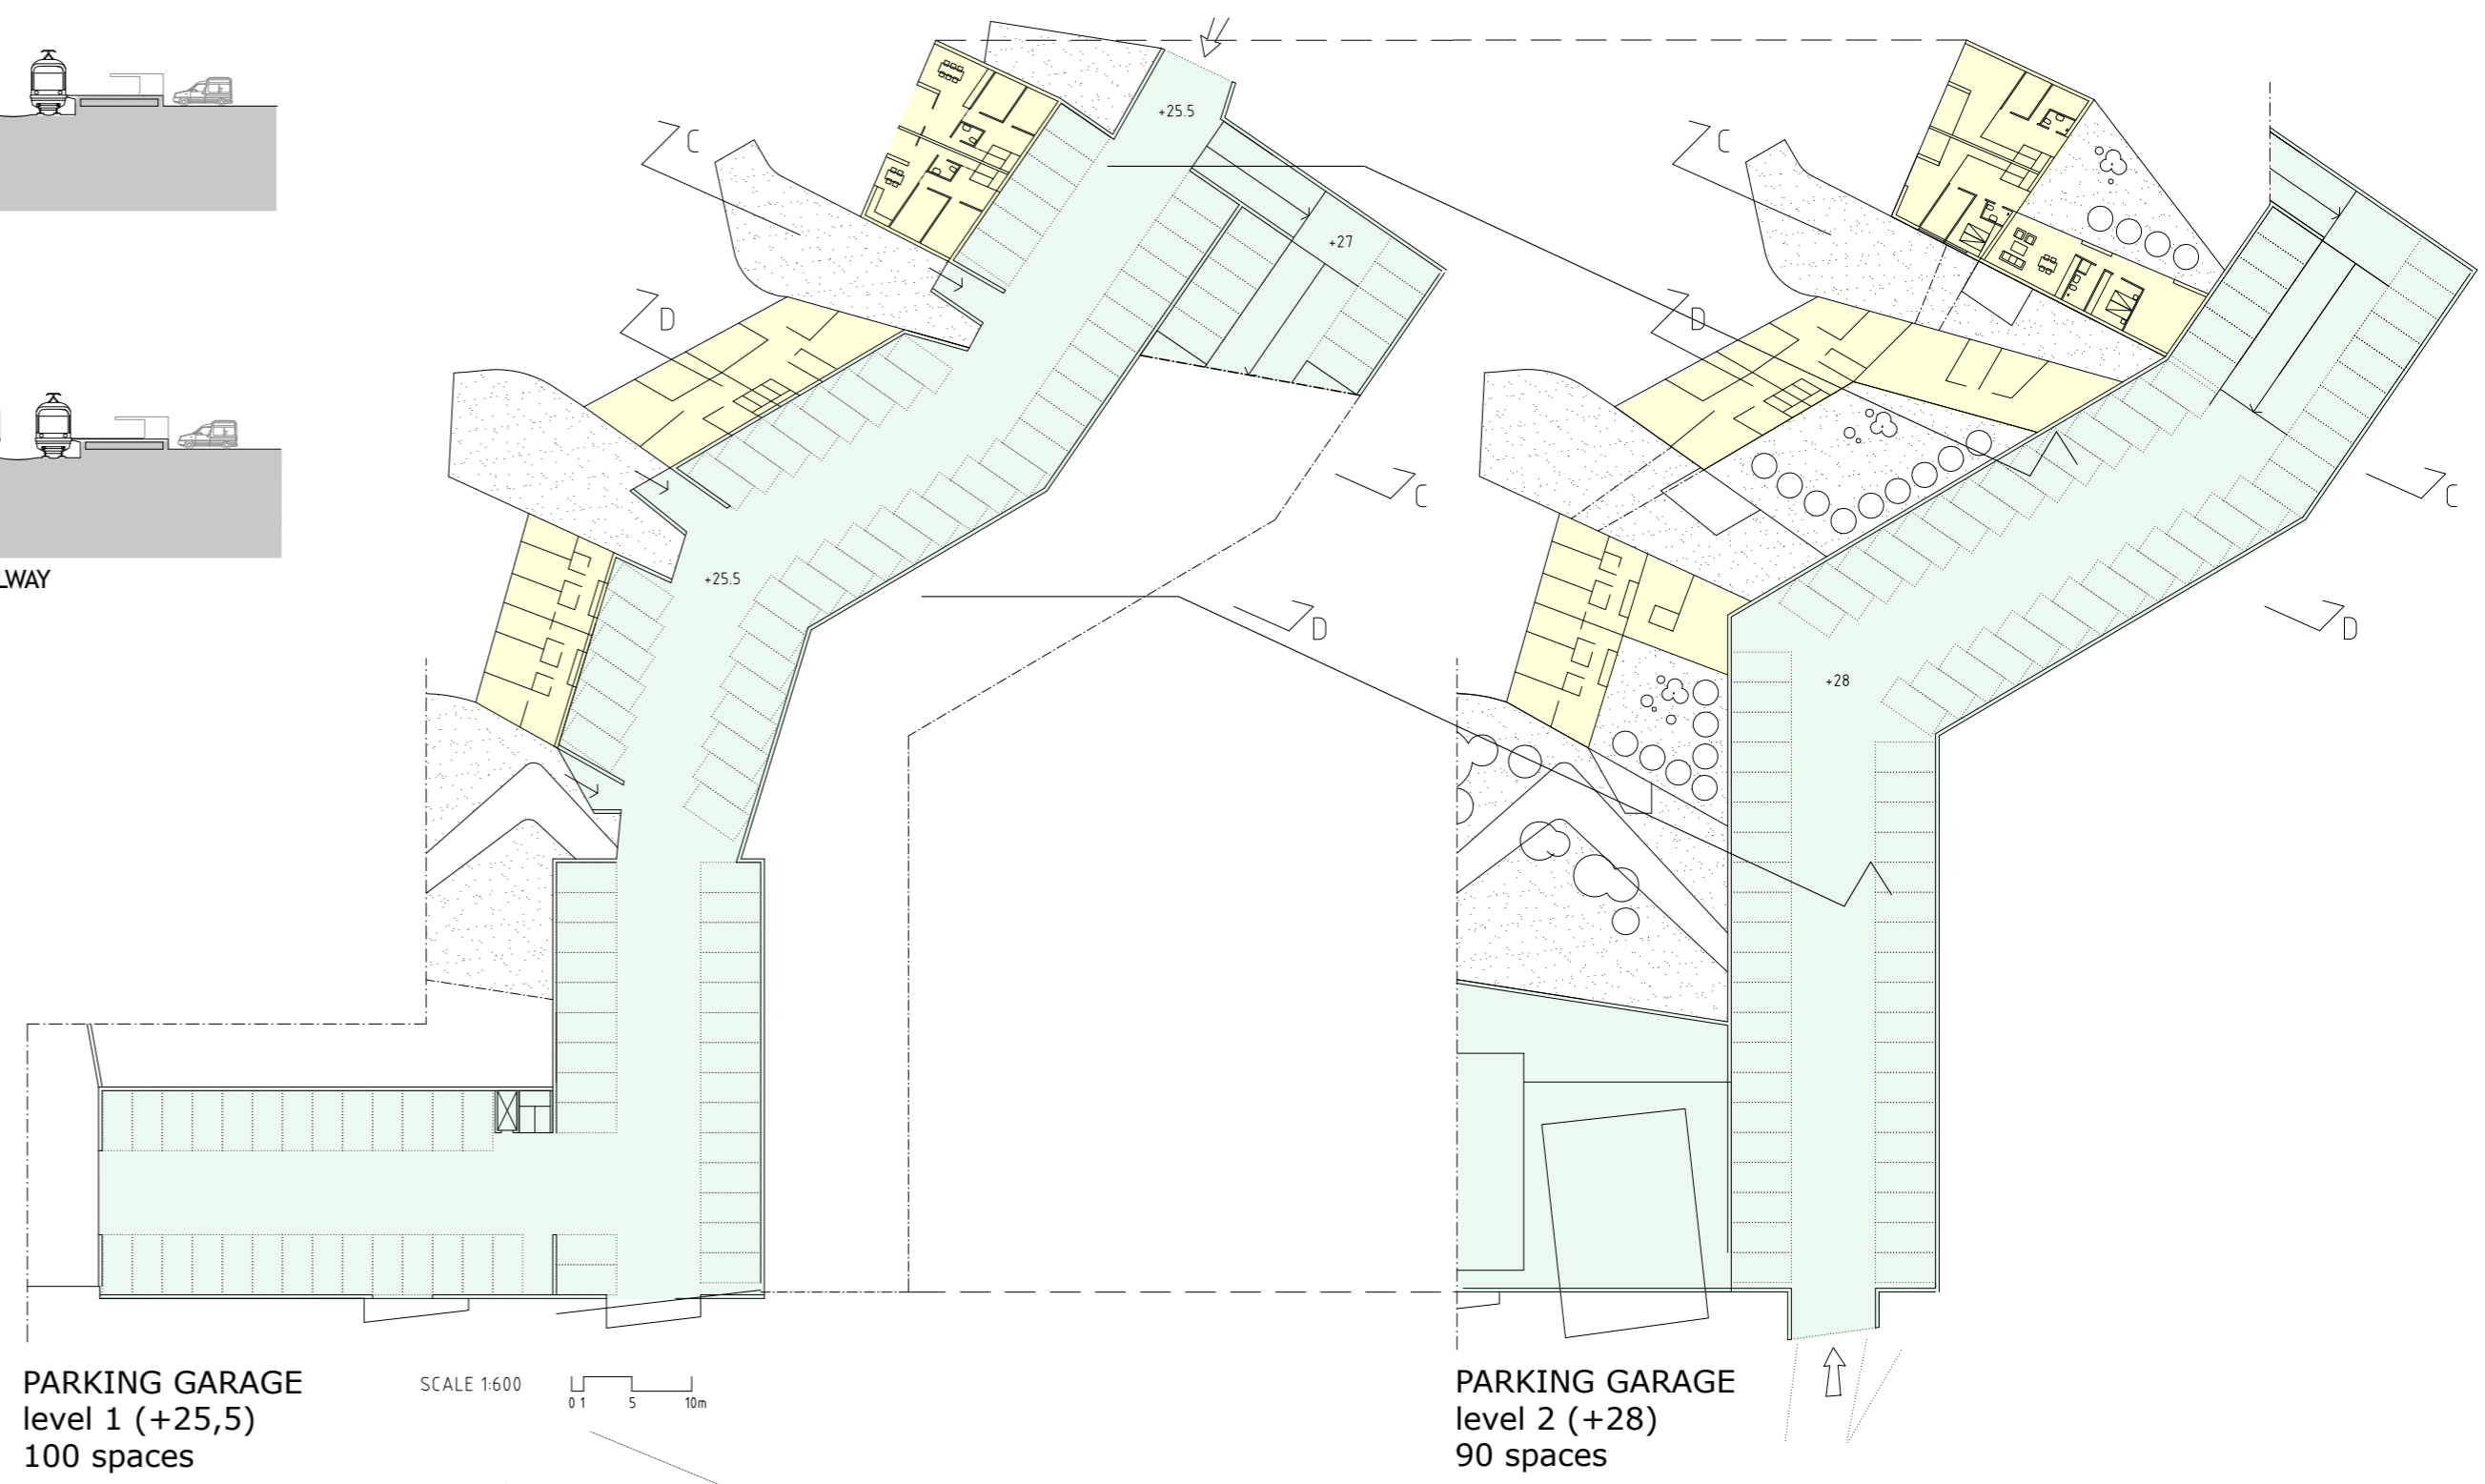 C
+25.5
C
+27
D
D
C
C
LWAY
+25.5
D
D
+28
PARKING GARAGE
level 1 (+25,5)
100 spaces
SCALE 1:600
0 1 5 10m
PARKING GARAGE
level 2 (+28)
90 spaces